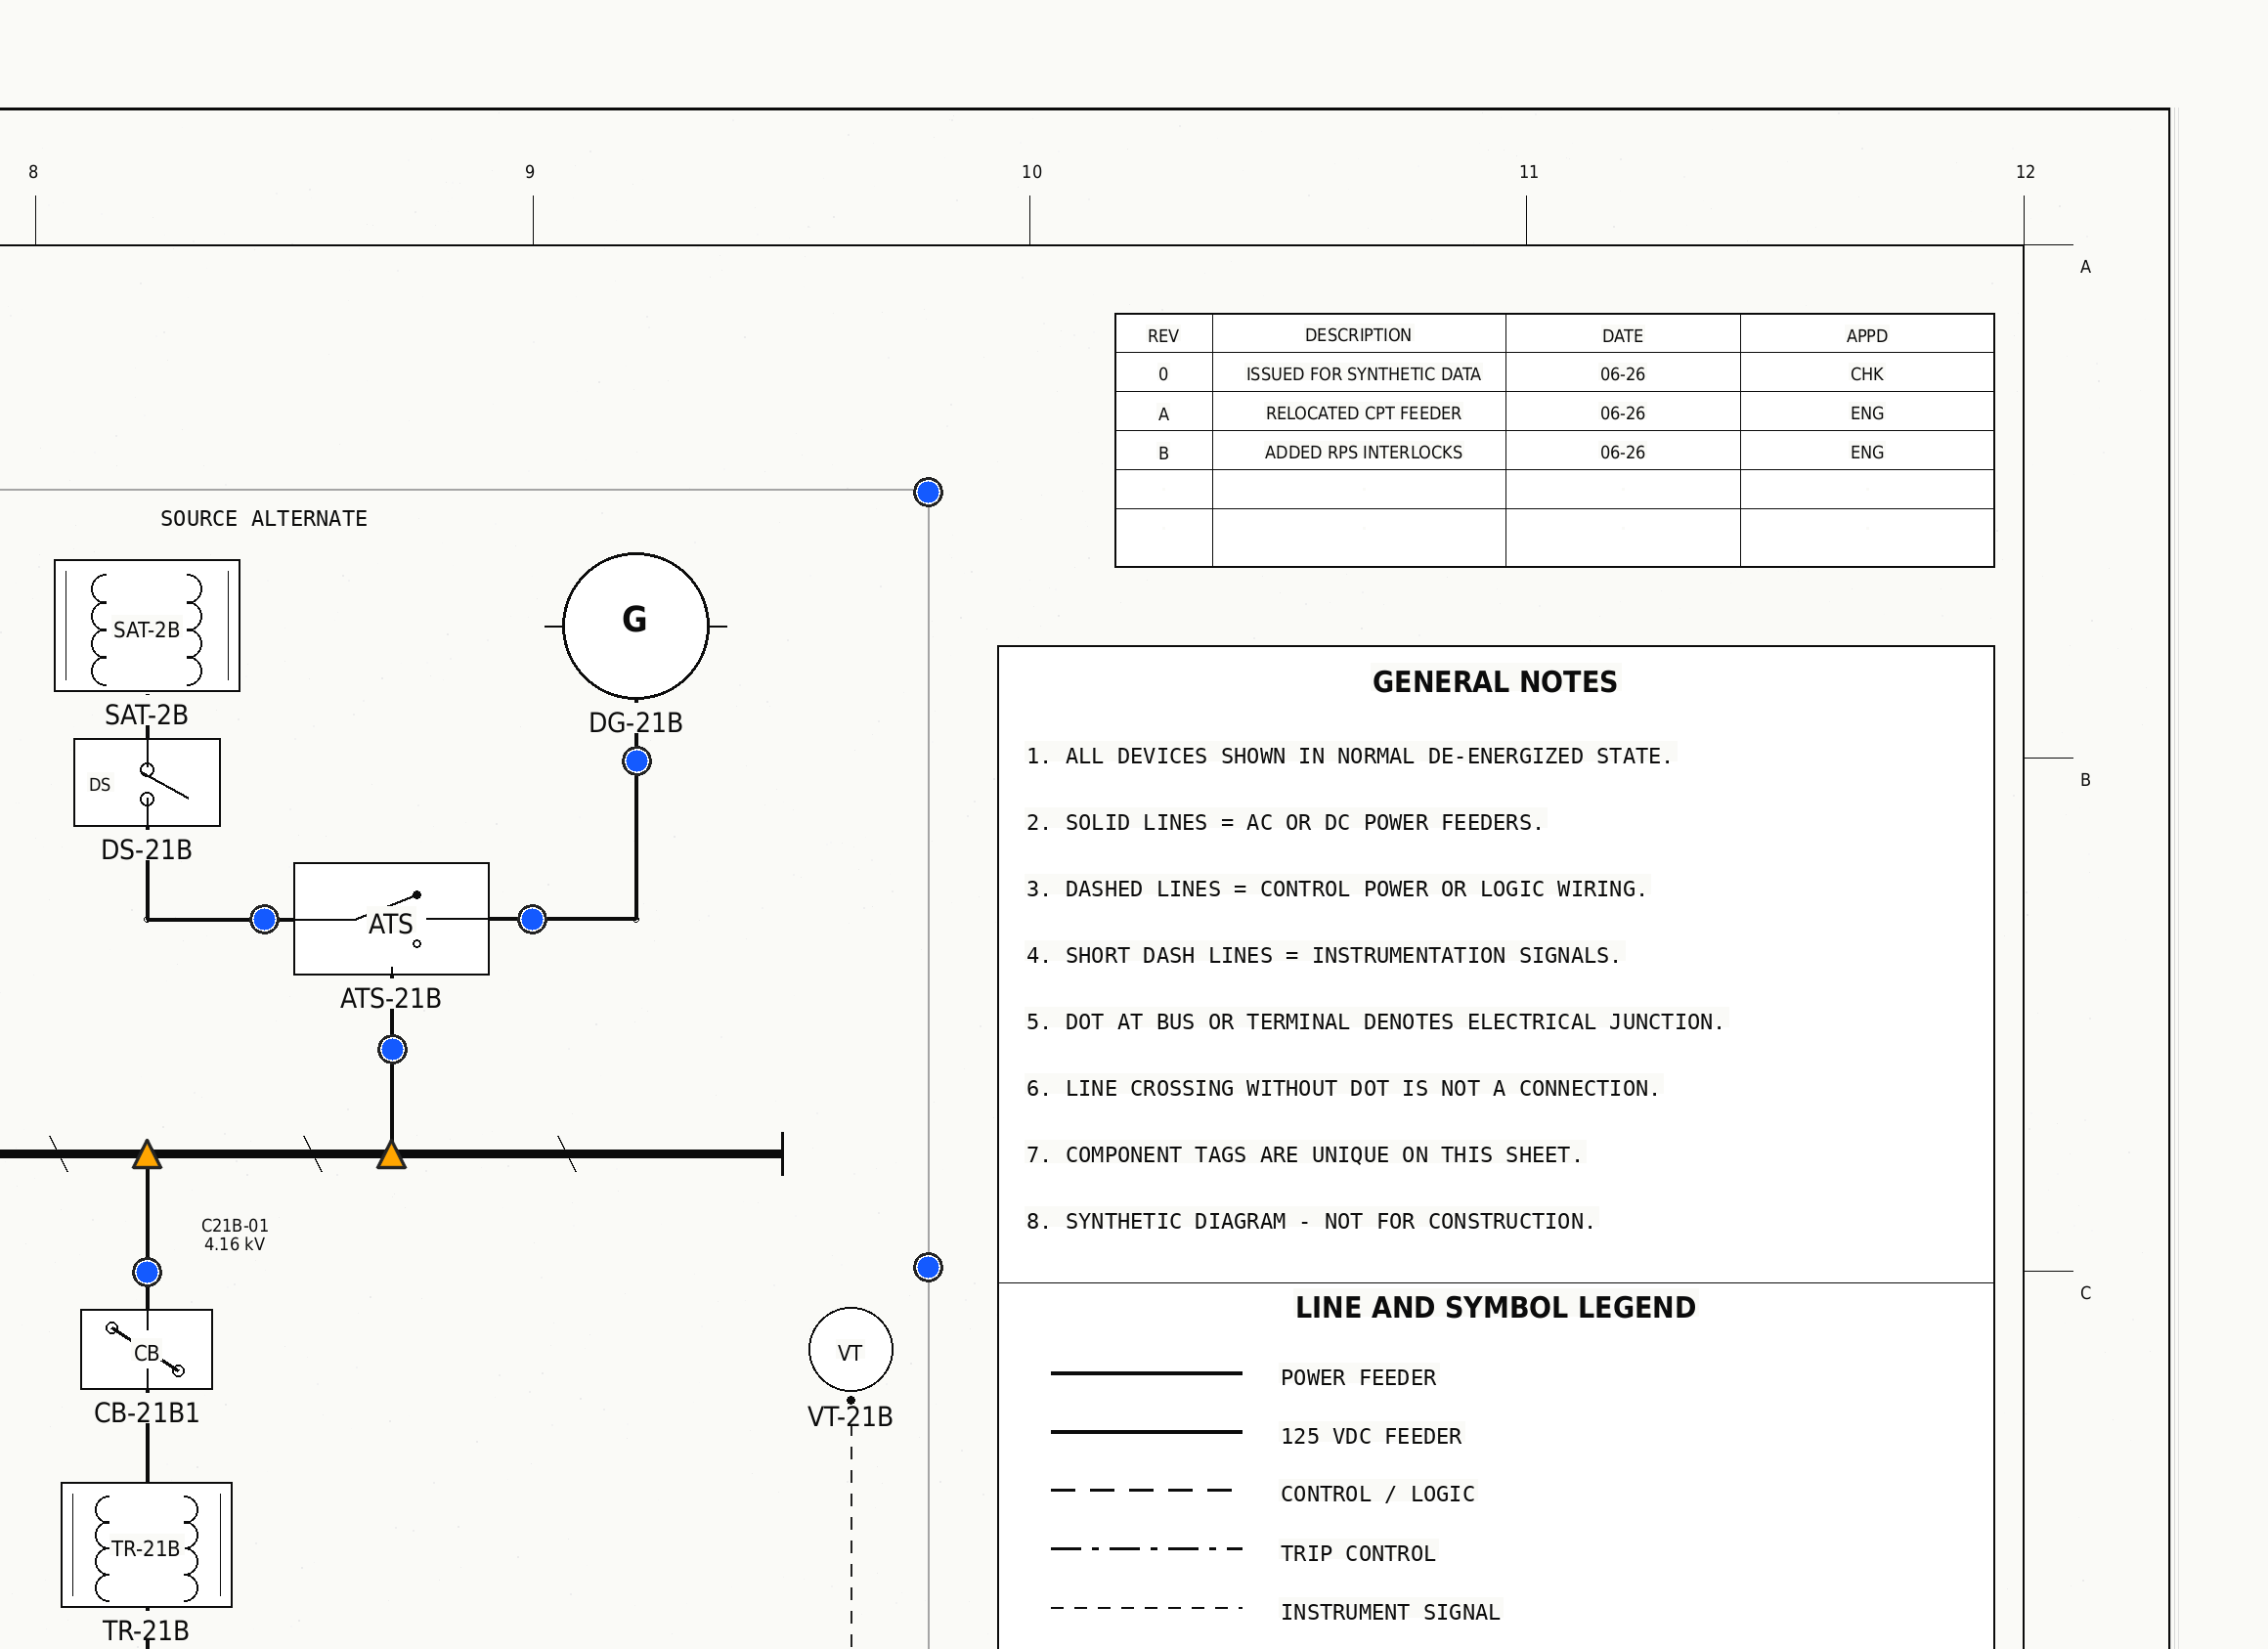 8 9 10 11 12
A
REV DESCRIPTION DATE APPD
0 ISSUED FOR SYNTHETIC DATA 06-26 CHK
A RELOCATED CPT FEEDER 06-26 ENG
B ADDED RPS INTERLOCKS 06-26 ENG
SOURCE ALTERNATE
SAT-2B
SAT-2B
G
DG-21B
DS
DS-21B
ATS
ATS-21B
C21B-01
4.16 kV
CB
CB-21B1
VT
VT-21B
TR-21B
TR-21B
GENERAL NOTES
1. ALL DEVICES SHOWN IN NORMAL DE-ENERGIZED STATE.
2. SOLID LINES = AC OR DC POWER FEEDERS.
3. DASHED LINES = CONTROL POWER OR LOGIC WIRING.
4. SHORT DASH LINES = INSTRUMENTATION SIGNALS.
5. DOT AT BUS OR TERMINAL DENOTES ELECTRICAL JUNCTION.
6. LINE CROSSING WITHOUT DOT IS NOT A CONNECTION.
7. COMPONENT TAGS ARE UNIQUE ON THIS SHEET.
8. SYNTHETIC DIAGRAM - NOT FOR CONSTRUCTION.
LINE AND SYMBOL LEGEND
POWER FEEDER
125 VDC FEEDER
CONTROL / LOGIC
TRIP CONTROL
INSTRUMENT SIGNAL
B
C